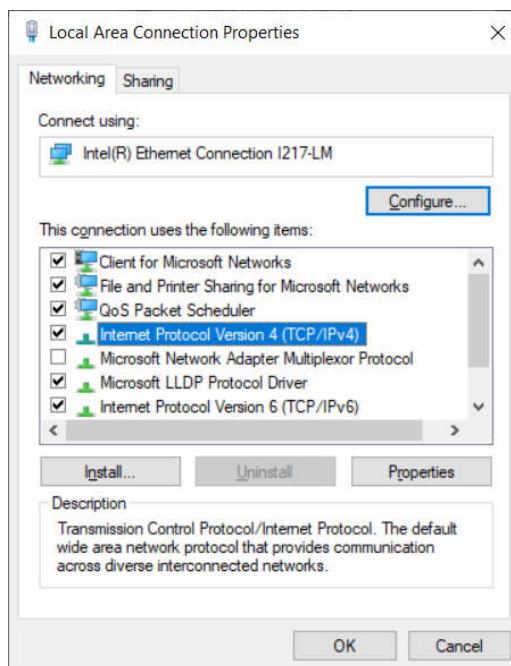 Local Area Connection Properties
Networking
Sharing
Connect using:
Intel(R) Ethernet Connection I217-LM
Configure...
This connection uses the following items:
Client for Microsoft Networks
File and Printer Sharing for Microsoft Networks
QoS Packet Scheduler
Internet Protocol Version 4 (TCP/IPv4)
Microsoft Network Adapter Multiplexor Protocol
Microsoft LLDP Protocol Driver
Internet Protocol Version 6 (TCP/IPv6)
Install...
Uninstall
Properties
Description
Transmission Control Protocol/Internet Protocol. The default
wide area network protocol that provides communication
across diverse interconnected networks.
OK
Cancel